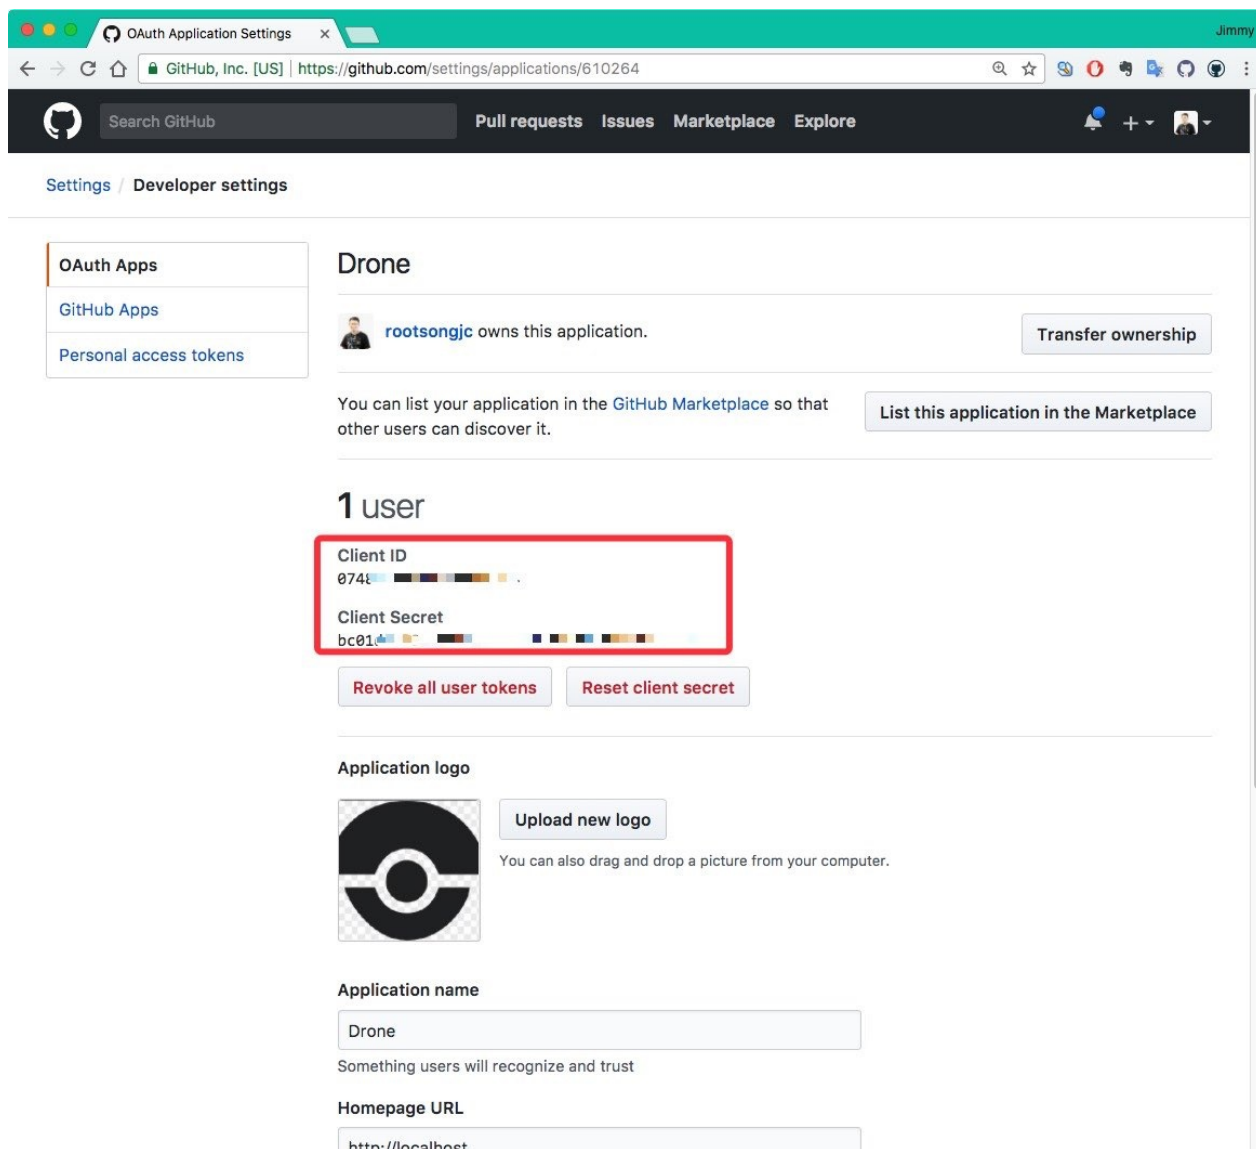 OAuth Application Settings
Jimmy
GitHub, Inc. [US] | https://github.com/settings/applications/610264
Search GitHub
Pull requests Issues Marketplace Explore
Settings / Developer settings
OAuth Apps
GitHub Apps
Personal access tokens
Drone
rootsongjc owns this application.
Transfer ownership
You can list your application in the GitHub Marketplace so that
other users can discover it.
List this application in the Marketplace
1 user
Client ID
0748
Client Secret
bc01
Revoke all user tokens
Reset client secret
Application logo
Upload new logo
You can also drag and drop a picture from your computer.
Application name
Drone
Something users will recognize and trust
Homepage URL
http://localhost